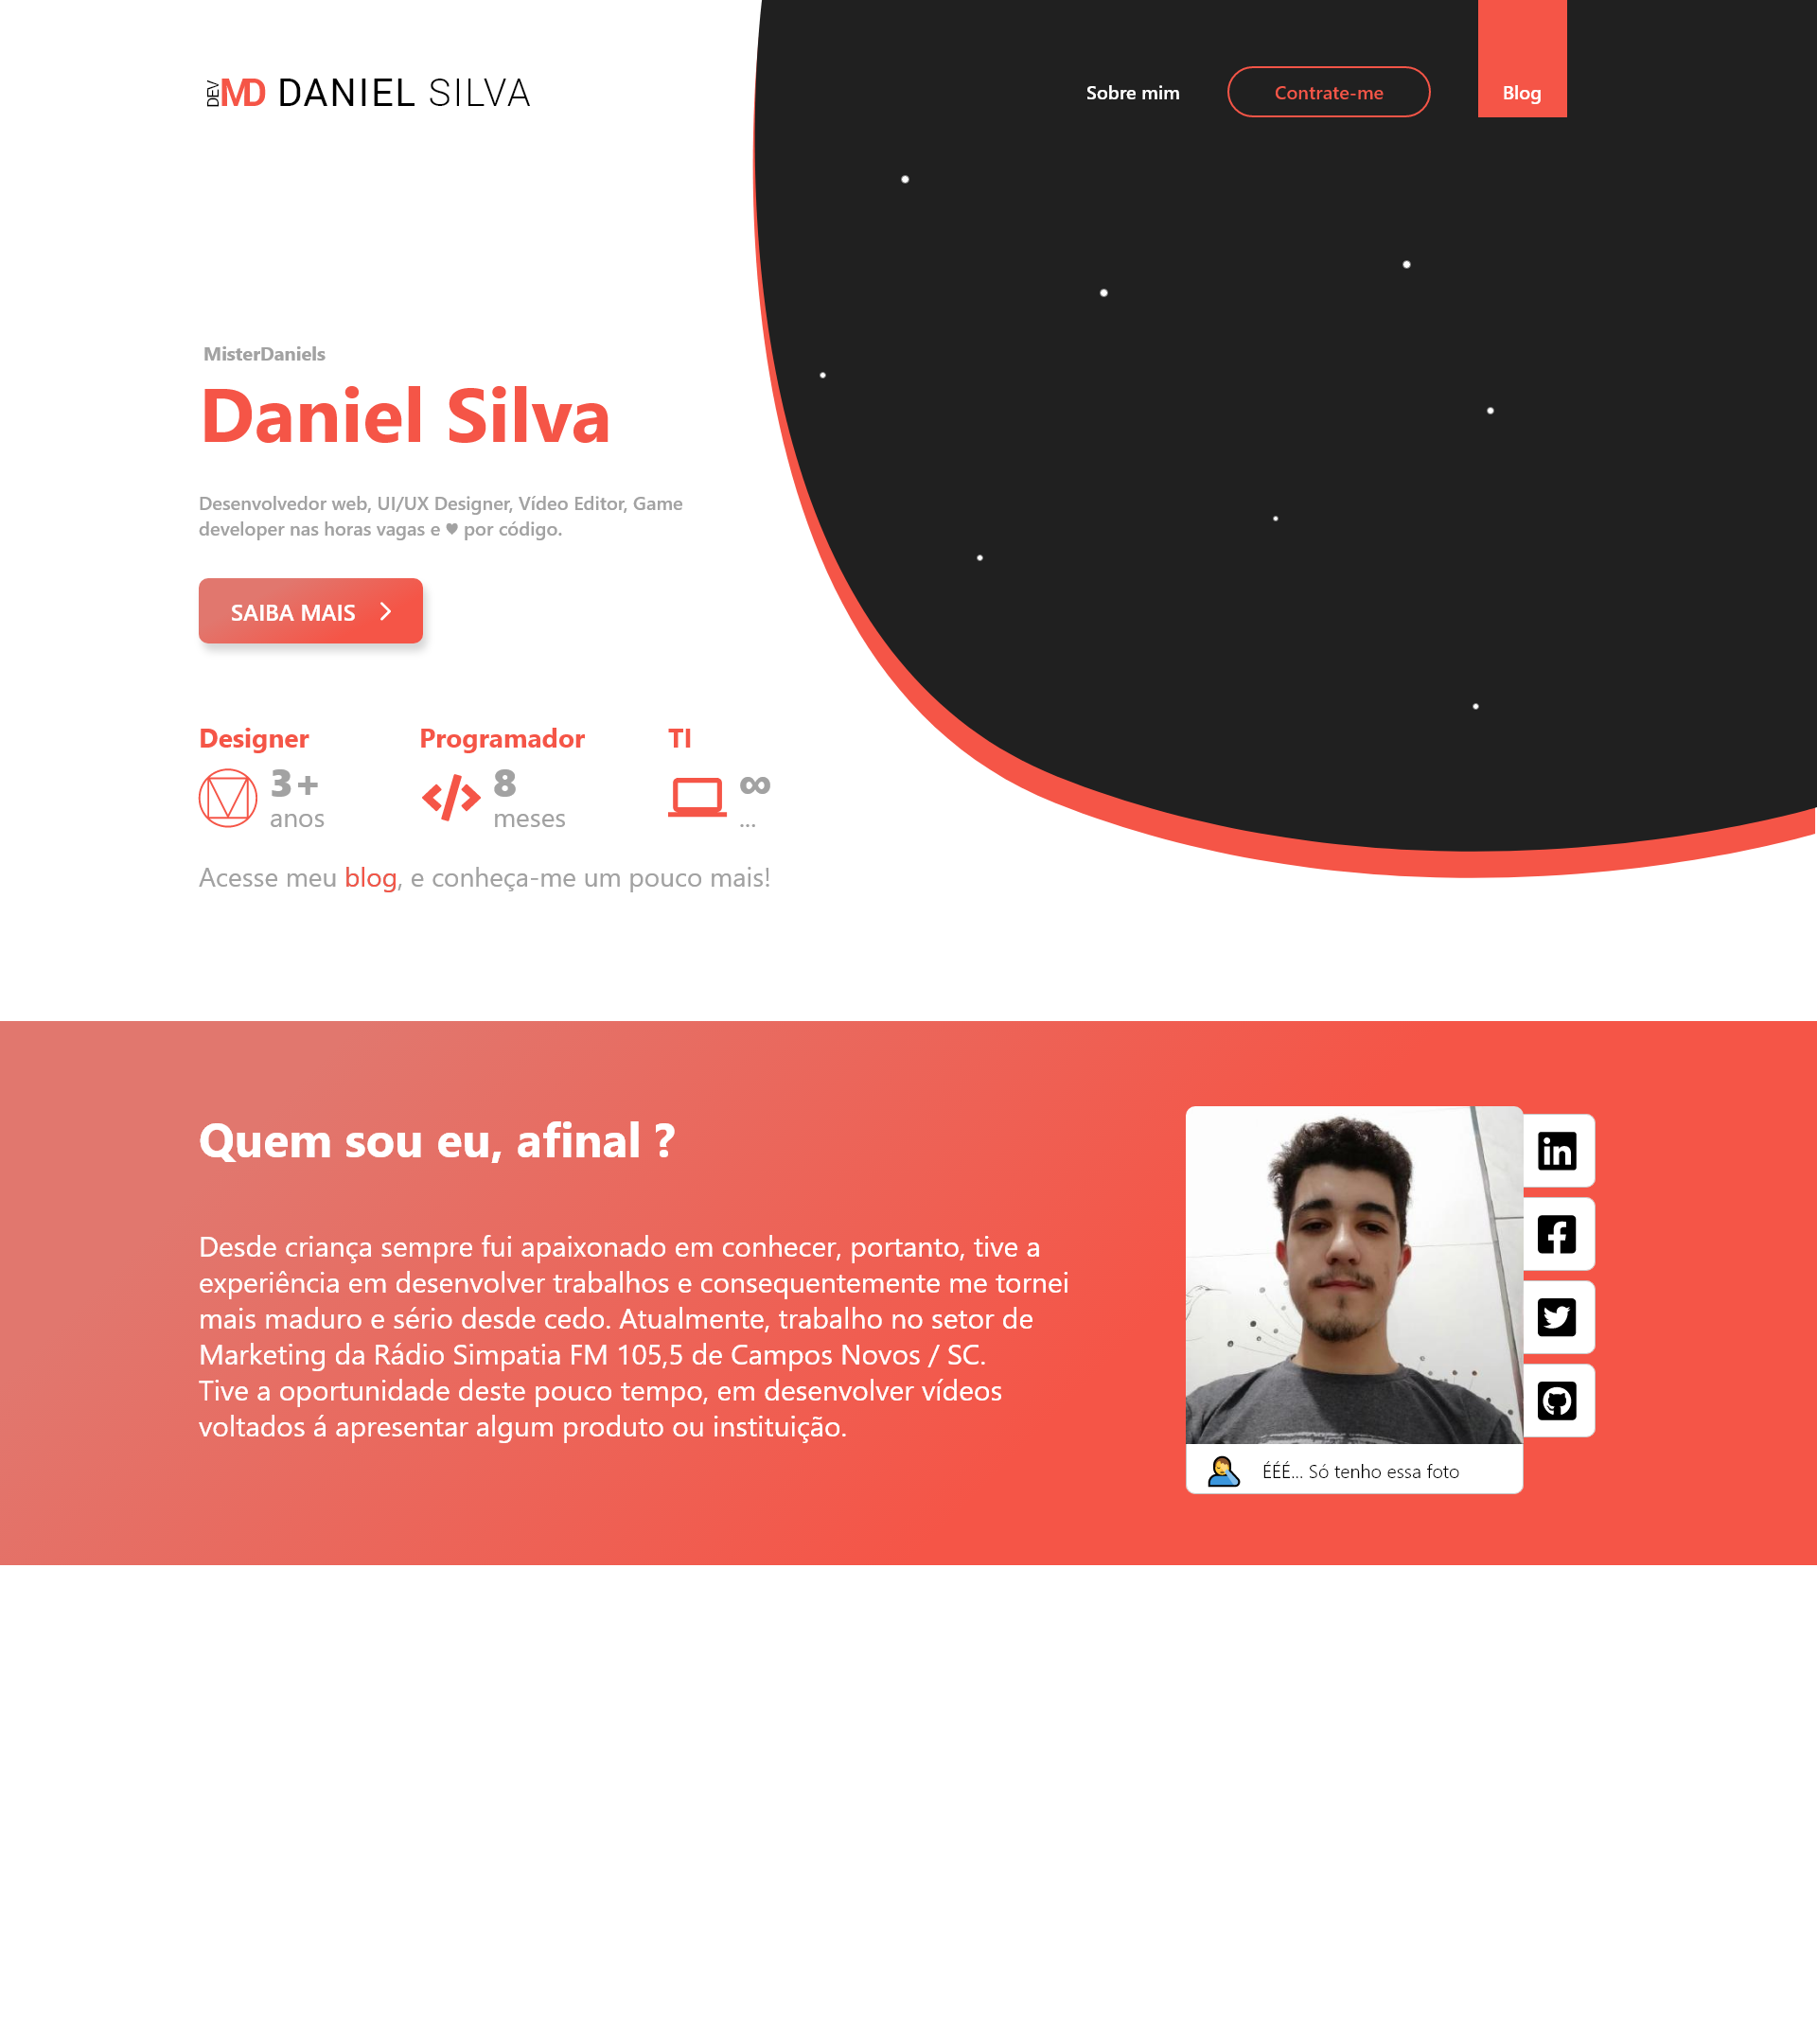 DEV MD DANIEL SILVA
Sobre mim
Contrate-me
Blog
MisterDaniels
Daniel Silva
Desenvolvedor web, UI/UX Designer, Vídeo Editor, Game
developer nas horas vagas e ♥ por código.
SAIBA MAIS
Designer
3+
anos
Programador
8
meses
TI
∞
...
Acesse meu blog, e conheça-me um pouco mais!
Quem sou eu, afinal ?
Desde criança sempre fui apaixonado em conhecer, portanto, tive a
experiência em desenvolver trabalhos e consequentemente me tornei
mais maduro e sério desde cedo. Atualmente, trabalho no setor de
Marketing da Rádio Simpatia FM 105,5 de Campos Novos / SC.
Tive a oportunidade deste pouco tempo, em desenvolver vídeos
voltados á apresentar algum produto ou instituição.
ÉÉÉ... Só tenho essa foto